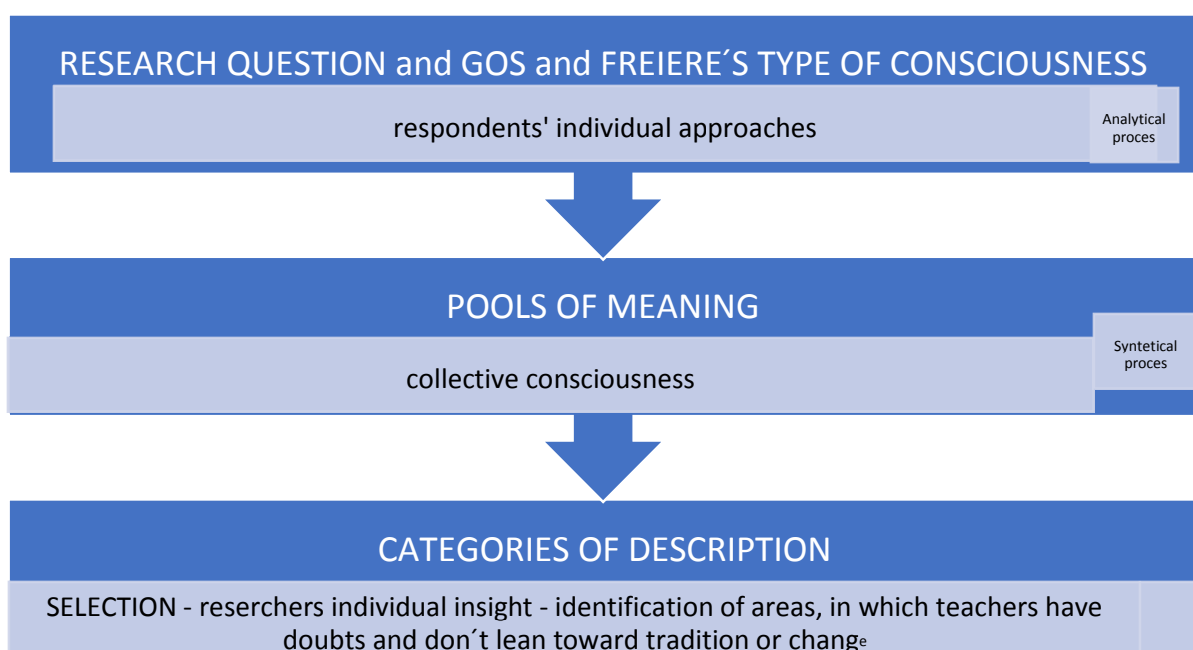 RESEARCH QUESTION and GOS and FREIERE´S TYPE OF CONSCIOUSNESS
respondents' individual approaches
Analytical
proces
POOLS OF MEANING
collective consciousness
Syntetical
proces
CATEGORIES OF DESCRIPTION
SELECTION - reserchers individual insight - identification of areas, in which teachers have
doubts and don´t lean toward tradition or change